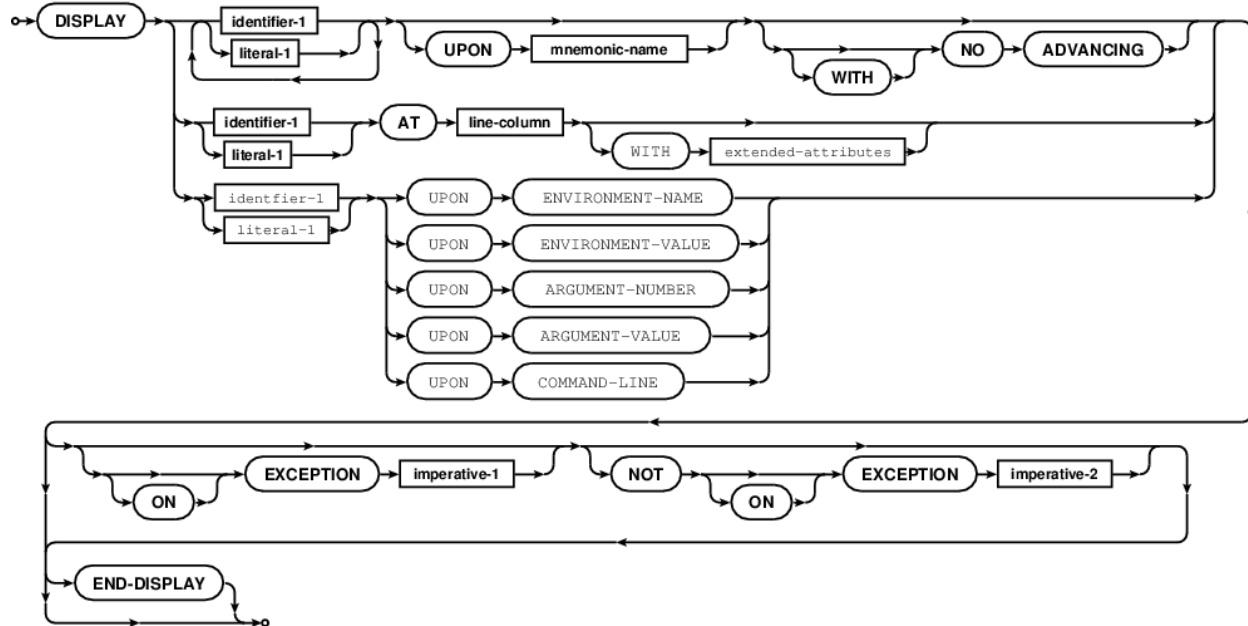 DISPLAY identifier-1
literal-1 UPON mnemonic-name WITH NO ADVANCING
identifier-1 AT line-column
literal-1 WITH extended-attributes
identfier-1 UPON ENVIRONMENT-NAME
literal-1
UPON ENVIRONMENT-VALUE
UPON ARGUMENT-NUMBER
UPON ARGUMENT-VALUE
UPON COMMAND-LINE
ON EXCEPTION imperative-1 NOT ON EXCEPTION imperative-2
END-DISPLAY